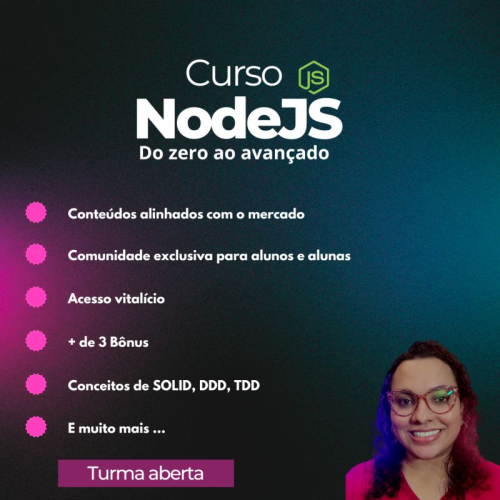 Curso JS
NodeJS
Do zero ao avançado
Conteúdos alinhados com o mercado
Comunidade exclusiva para alunos e alunas
Acesso vitalício
+ de 3 Bônus
Conceitos de SOLID, DDD, TDD
E muito mais ...
Turma aberta